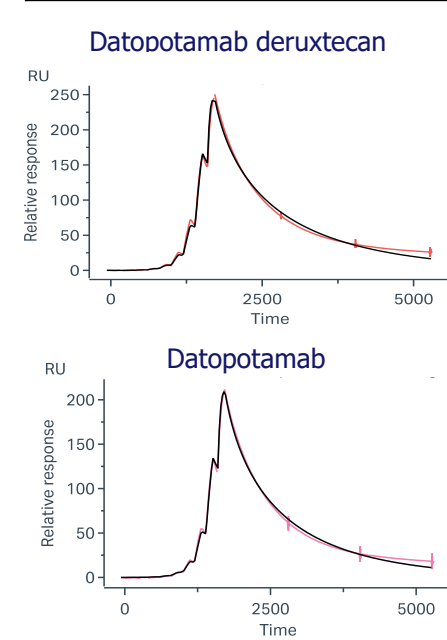 Datopotamab deruxtecan
RU
250
200
150
100
50
0
Relative response
0 2500 5000
Time
Datopotamab
RU
200
150
100
50
0
Relative response
0 2500 5000
Time